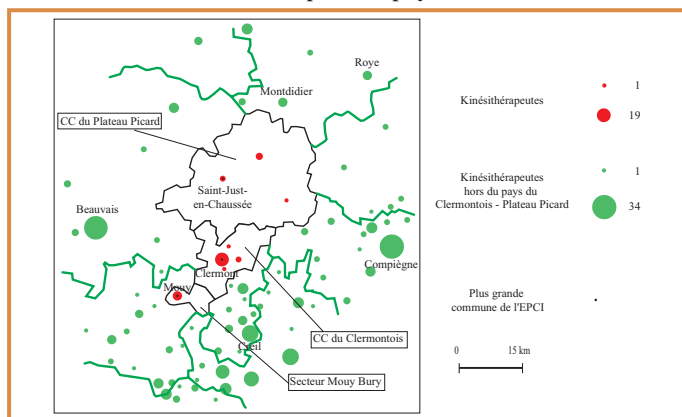 Roye
Montdidier
CC du Plateau Picard
Saint-Just-
en-Chaussée
Beauvais
Compiègne
Clermont
Mouy
CC du Clermontois
Creil
Secteur Mouy Bury
Kinésithérapeutes
1
19
Kinésithérapeutes
hors du pays du
Clermontois - Plateau Picard
1
34
Plus grande
commune de l'EPCI
0 15 km